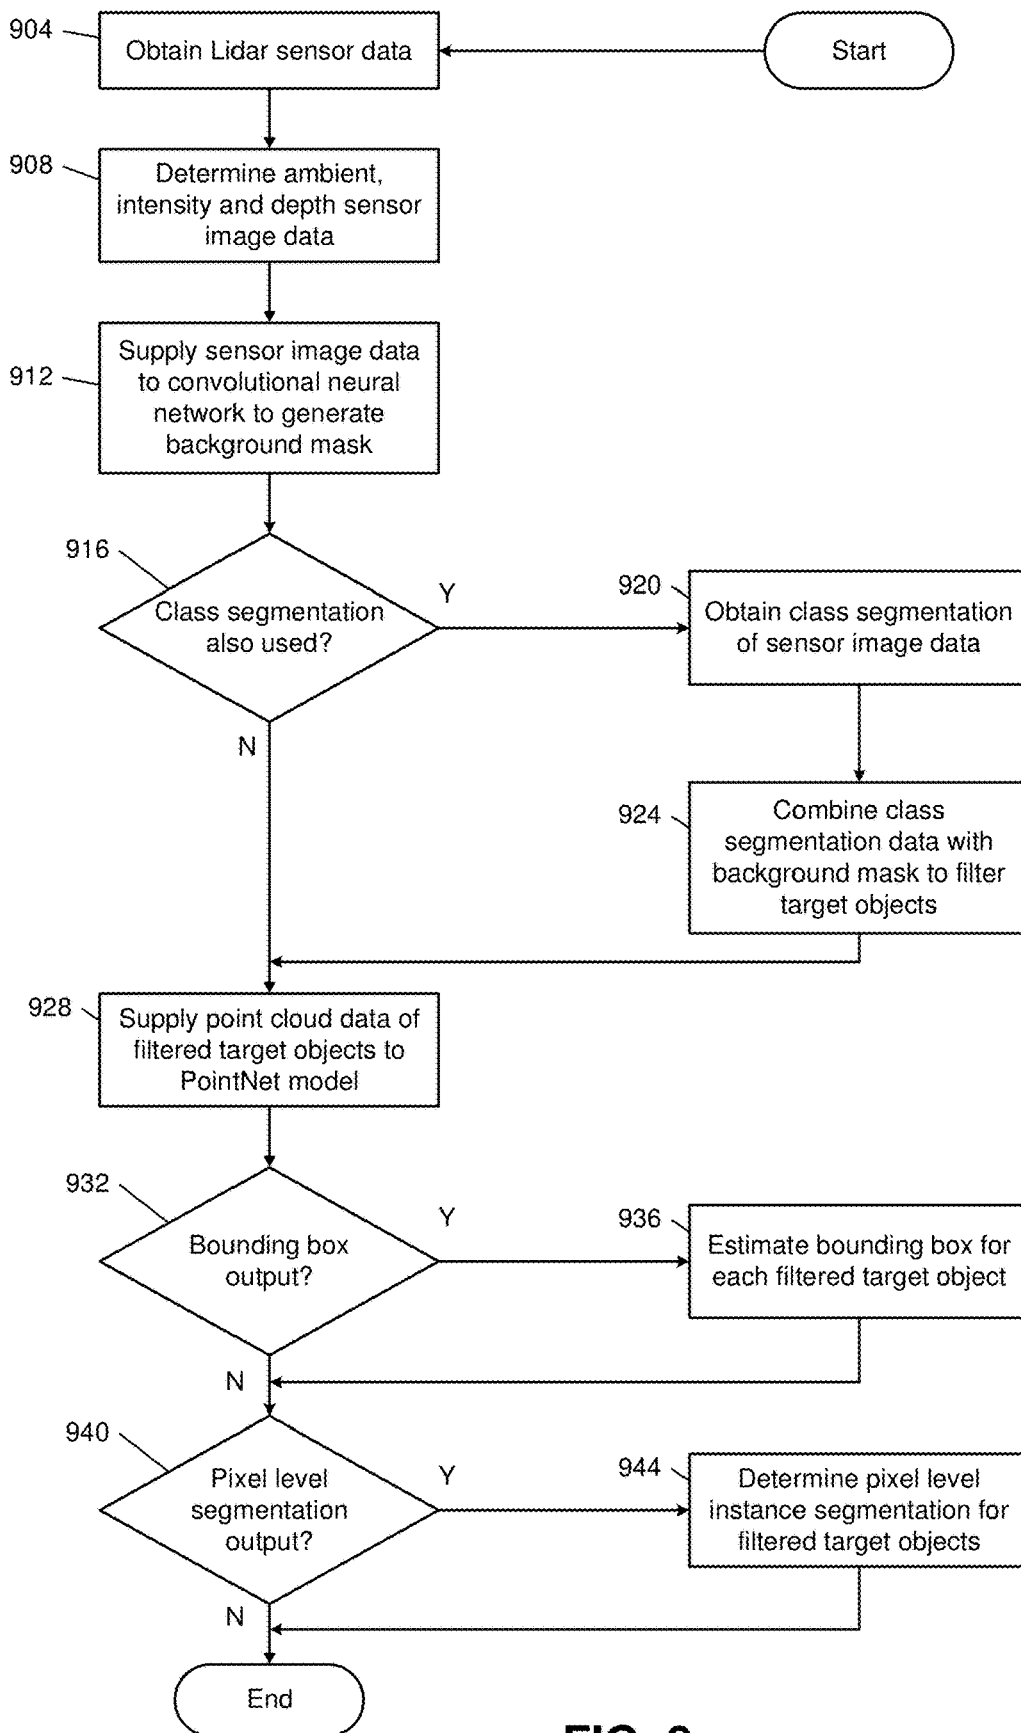 904
Obtain Lidar sensor data
Start
908
Determine ambient,
intensity and depth sensor
image data
912
Supply sensor image data
to convolutional neural
network to generate
background mask
916
Class segmentation
also used?
Y
N
920
Obtain class segmentation
of sensor image data
924
Combine class
segmentation data with
background mask to filter
target objects
928
Supply point cloud data of
filtered target objects to
PointNet model
932
Bounding box
output?
Y
N
936
Estimate bounding box for
each filtered target object
940
Pixel level
segmentation
output?
Y
N
944
Determine pixel level
instance segmentation for
filtered target objects
End
FIG.